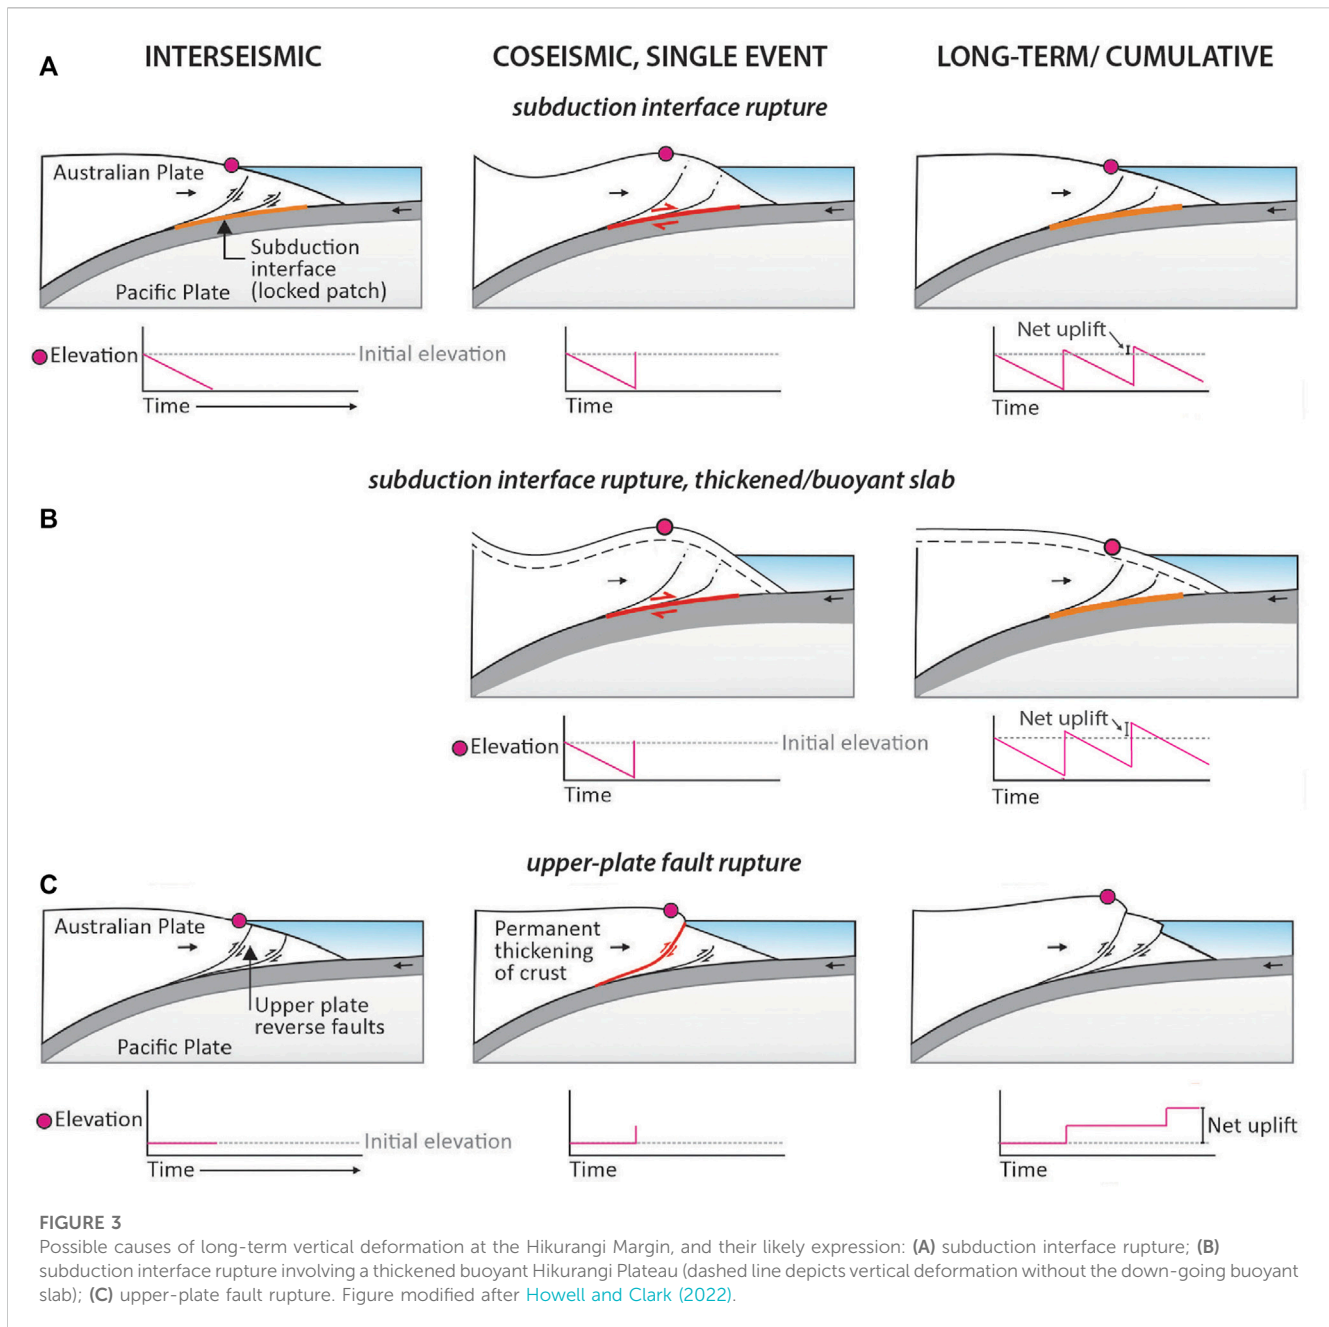 INTERSEISMIC
COSEISMIC, SINGLE EVENT
LONG-TERM/ CUMULATIVE
A
subduction interface rupture
Australian Plate
Subduction
interface
(locked patch)
Pacific Plate
Elevation
Initial elevation
Time
Time
Net uplift
Time
subduction interface rupture, thickened/buoyant slab
B
Elevation
Initial elevation
Time
Net uplift
Time
upper-plate fault rupture
C
Australian Plate
Upper plate
reverse faults
Pacific Plate
Permanent
thickening
of crust
Elevation
Initial elevation
Time
Time
Net uplift
Time
FIGURE 3
Possible causes of long-term vertical deformation at the Hikurangi Margin, and their likely expression: (A) subduction interface rupture; (B)
subduction interface rupture involving a thickened buoyant Hikurangi Plateau (dashed line depicts vertical deformation without the down-going buoyant
slab); (C) upper-plate fault rupture. Figure modified after Howell and Clark (2022).